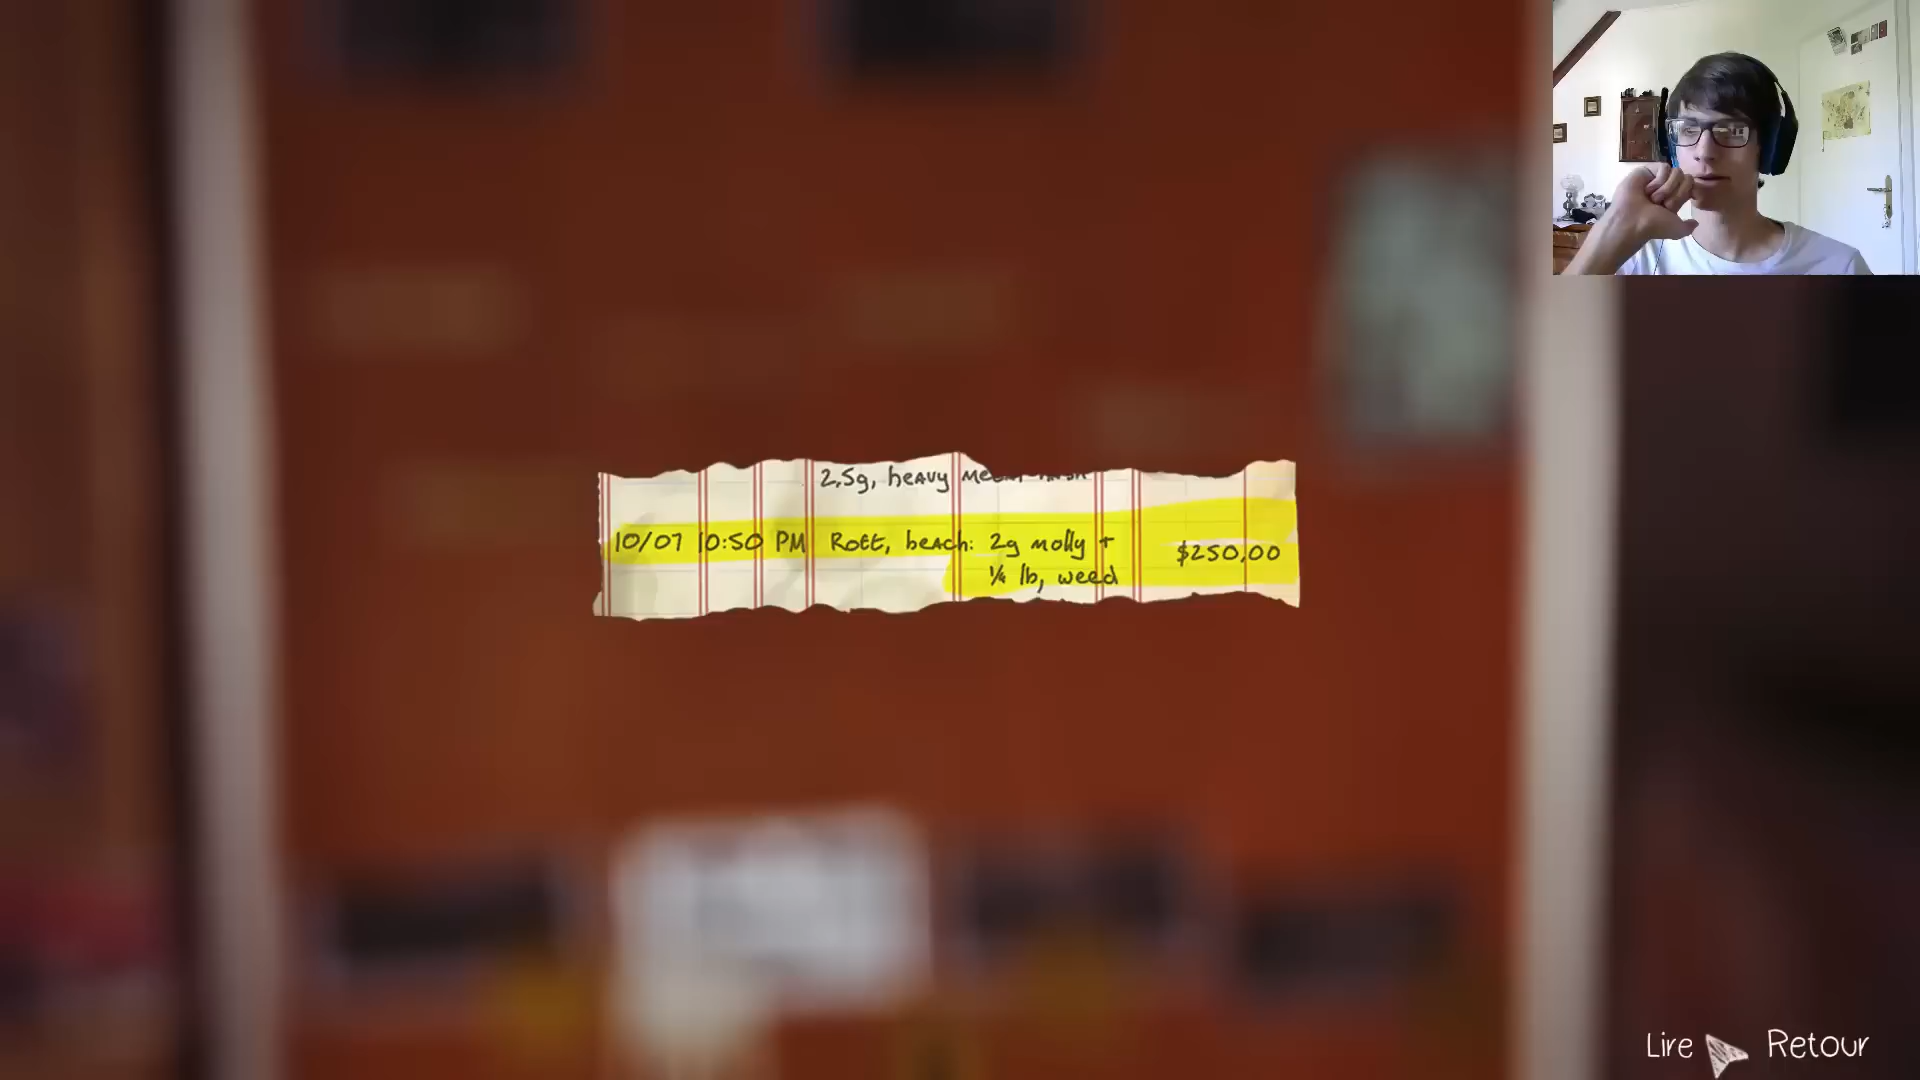 2,5g, heavy
10/07 10:50 PM Rott, beach: 2g molly + $250,00
¼ lb, weed
Lire Retour